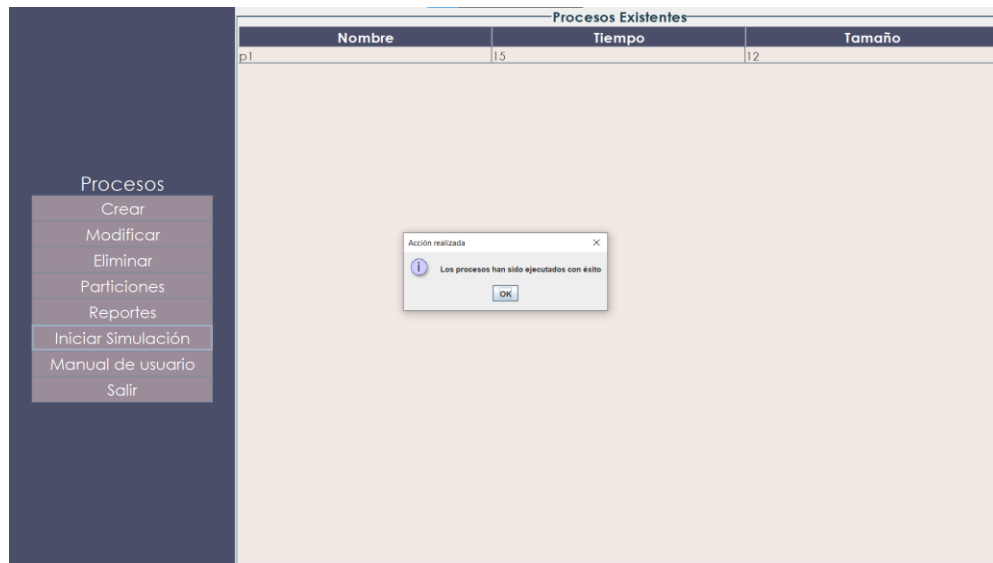 Procesos Existentes
Nombre Tiempo Tamaño
p1 15 12
Procesos
Crear
Modificar
Eliminar
Particiones
Reportes
Iniciar Simulación
Manual de usuario
Salir
Acción realizada
Los procesos han sido ejecutados con éxito
OK